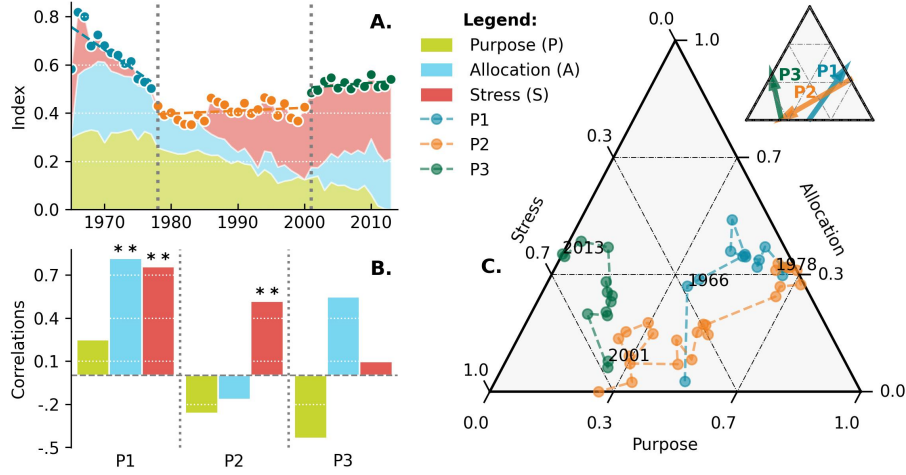 A.
0.8
0.6
0.4
0.2
0.0
Index
1970 1980 1990 2000 2010
Legend:
Purpose (P)
Allocation (A)
Stress (S)
P1
P2
P3
B.
** ** **
0.7
0.4
0.1
-.2
-.5
Correlations
P1 P2 P3
C.
0.0
1.0
0.3
0.7
0.7
0.3
1.0
0.0
0.0 0.3 0.7 1.0
Stress
Allocation
Purpose
2013
1966
1978
2001
P3
P1
P2